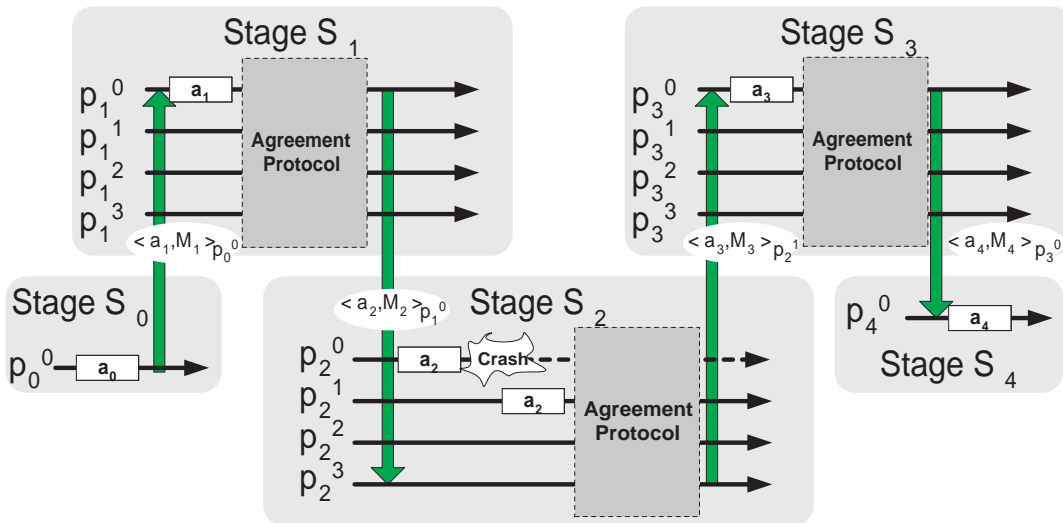 Stage S 1
p1^0 a1
p1^1
p1^2
p1^3
Agreement
Protocol
< a1,M1 >p0^0
Stage S 0
p0^0 a0
< a2,M2 >p1^0
Stage S 2
p2^0 a2 Crash
p2^1 a2
p2^2
p2^3
Agreement
Protocol
Stage S 3
p3^0 a3
p3^1
p3^2
p3^3
Agreement
Protocol
< a3,M3 >p2^1
< a4,M4 >p3^0
p4^0 a4
Stage S 4